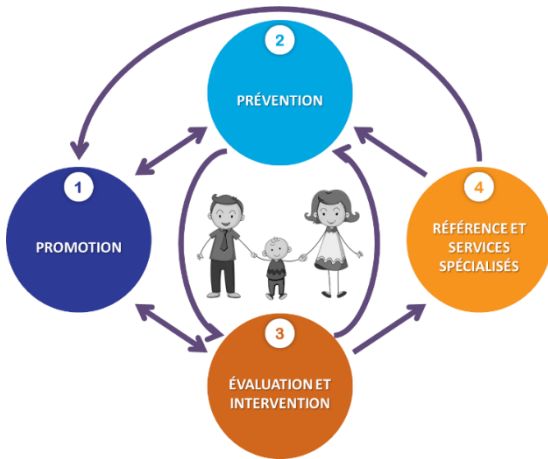 1
PROMOTION
2
PRÉVENTION
3
ÉVALUATION ET
INTERVENTION
4
RÉFÉRENCE ET
SERVICES
SPÉCIALISÉS